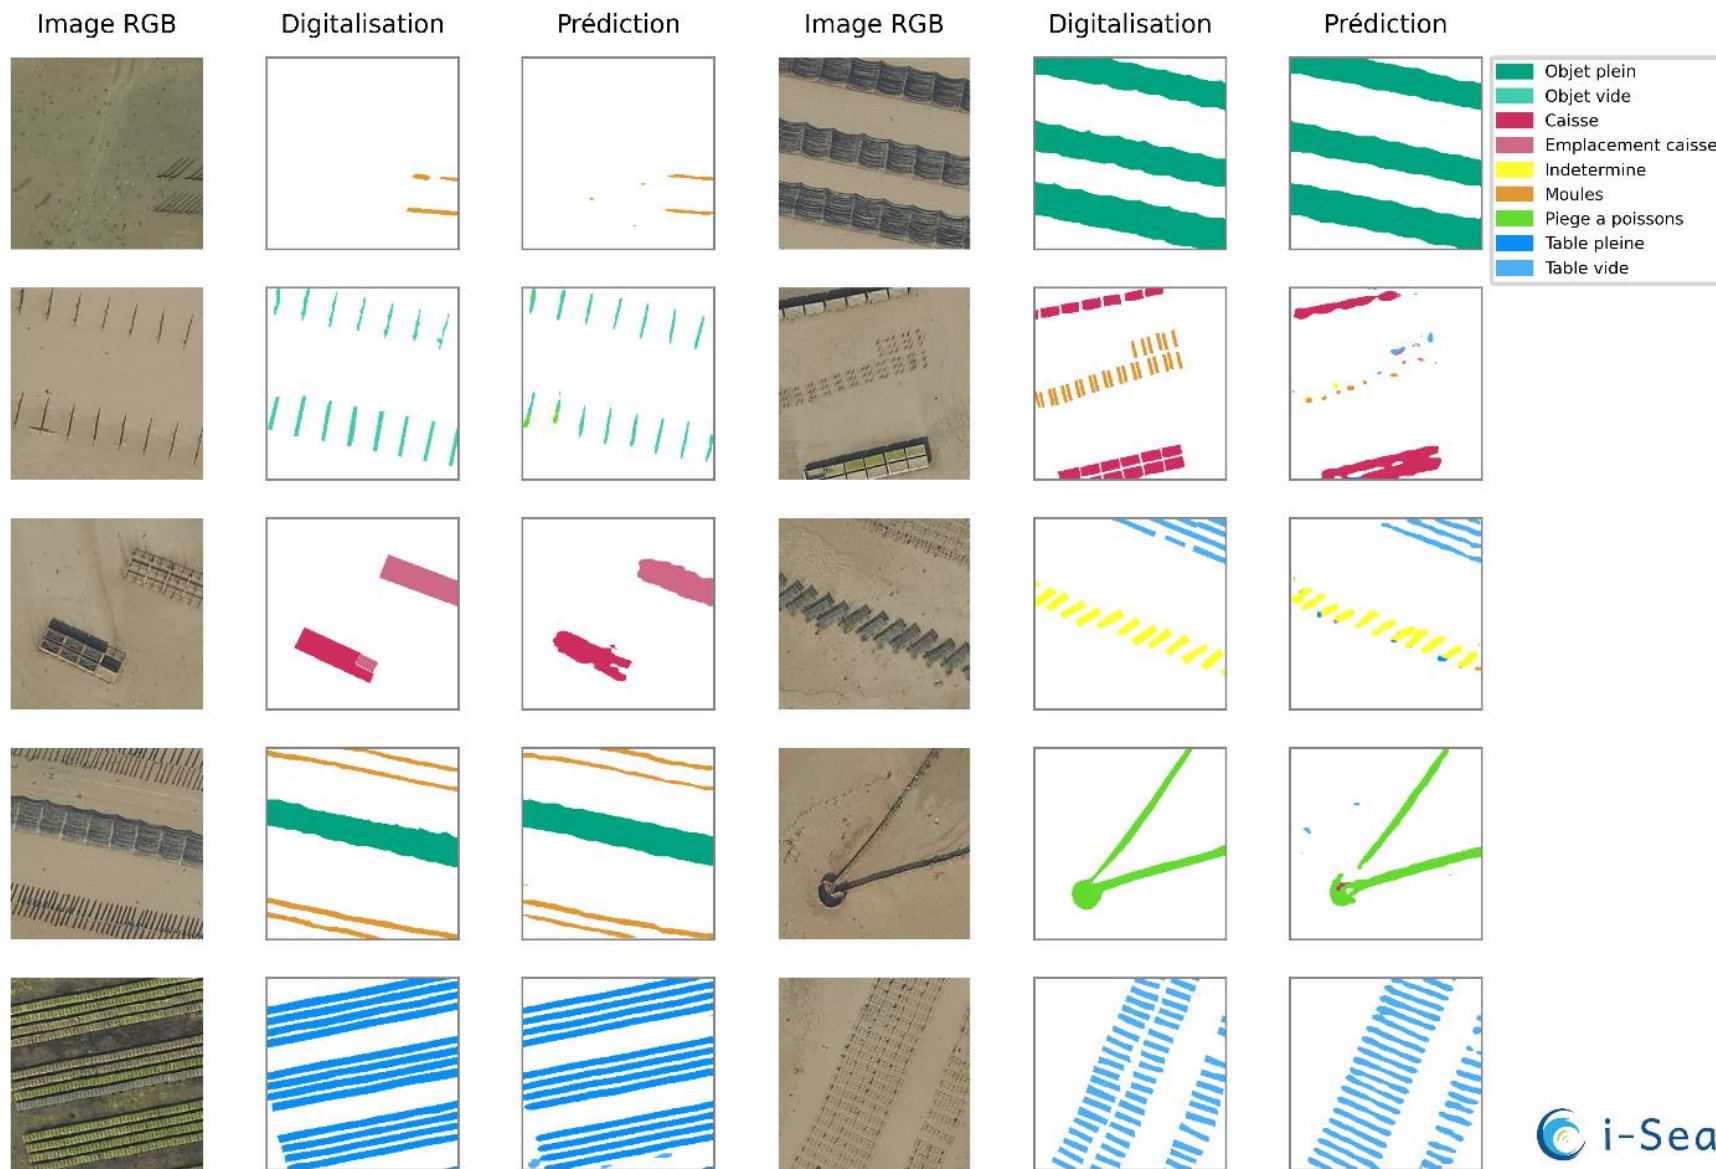 Image RGB
Digitalisation
Prédiction
Image RGB
Digitalisation
Prédiction
Objet plein
Objet vide
Caisse
Emplacement caisse
Indetermine
Moules
Piege a poissons
Table pleine
Table vide
i-Sea